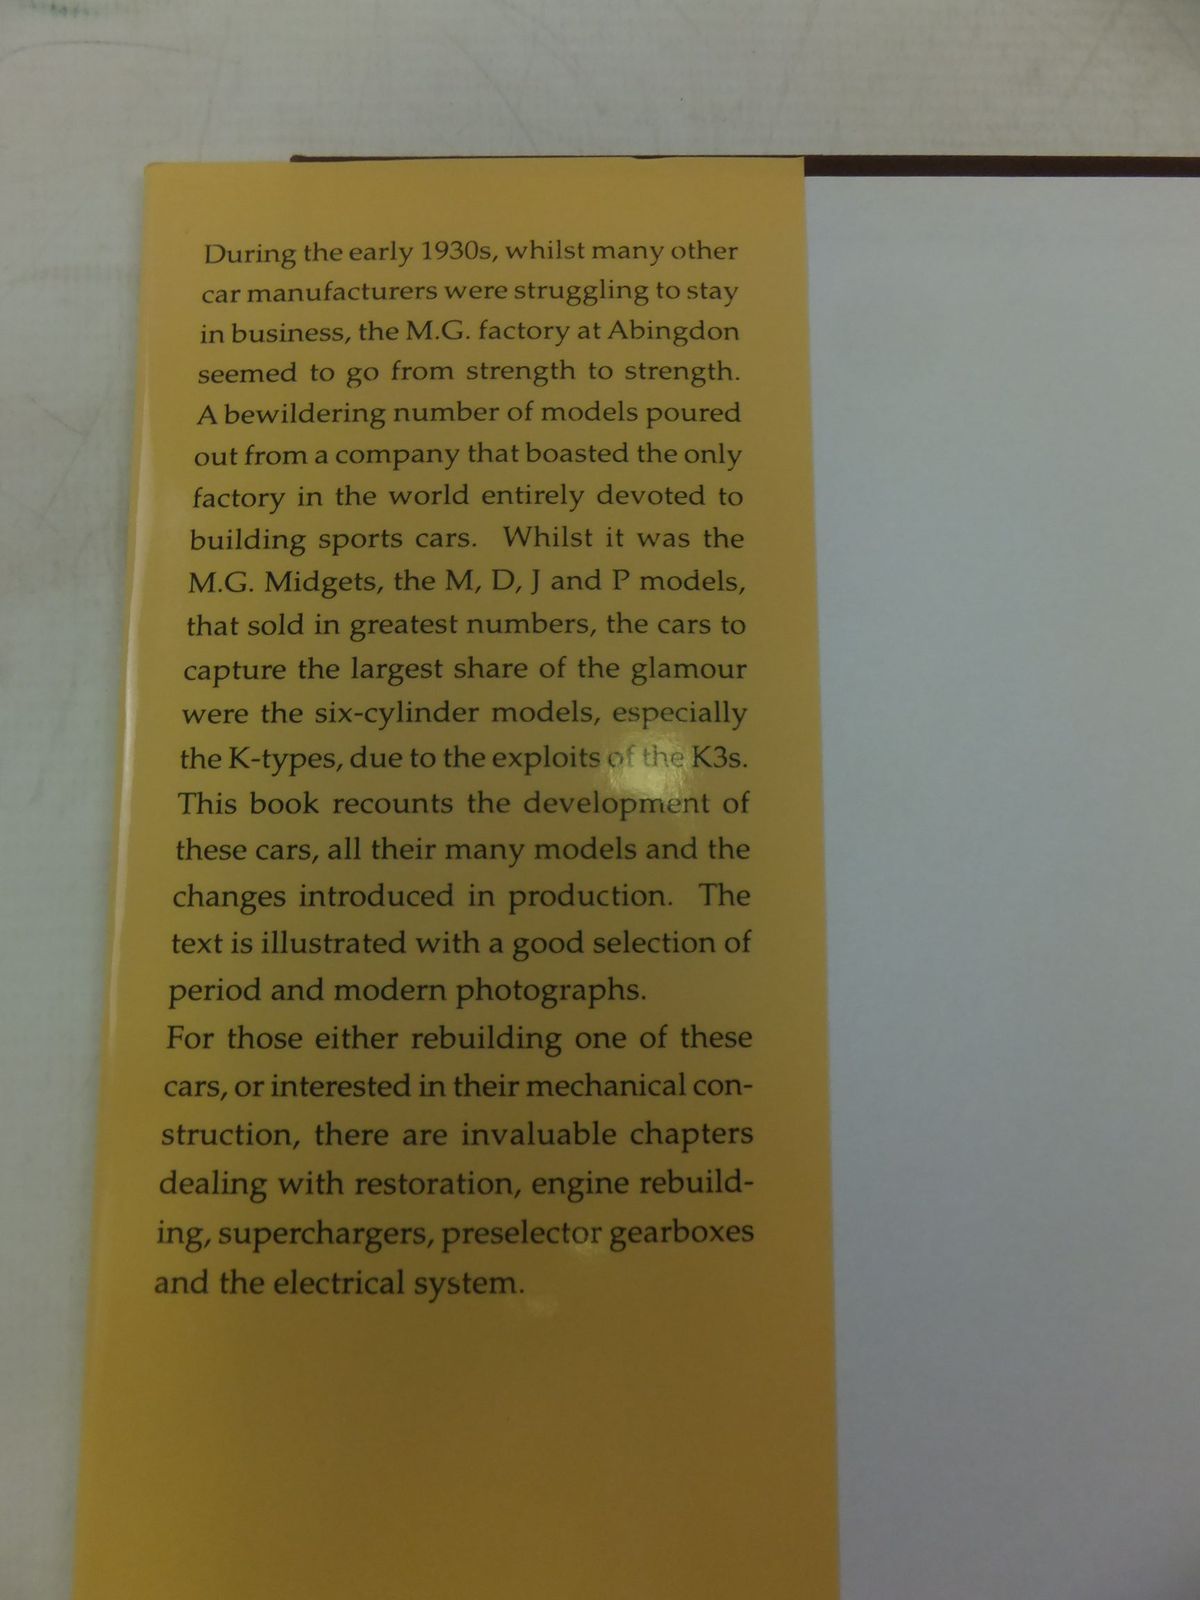 During the early 1930s, whilst many other
car manufacturers were struggling to stay
in business, the M.G. factory at Abingdon
seemed to go from strength to strength.
A bewildering number of models poured
out from a company that boasted the only
factory in the world entirely devoted to
building sports cars. Whilst it was the
M.G. Midgets, the M, D, J and P models,
that sold in greatest numbers, the cars to
capture the largest share of the glamour
were the six-cylinder models, especially
the K-types, due to the exploits of the K3s.
This book recounts the development of
these cars, all their many models and the
changes introduced in production. The
text is illustrated with a good selection of
period and modern photographs.
For those either rebuilding one of these
cars, or interested in their mechanical con-
struction, there are invaluable chapters
dealing with restoration, engine rebuild-
ing, superchargers, preselector gearboxes
and the electrical system.